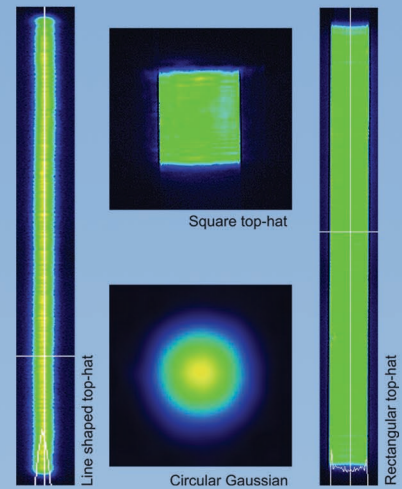 Line shaped top-hat
Square top-hat
Circular Gaussian
Rectangular top-hat